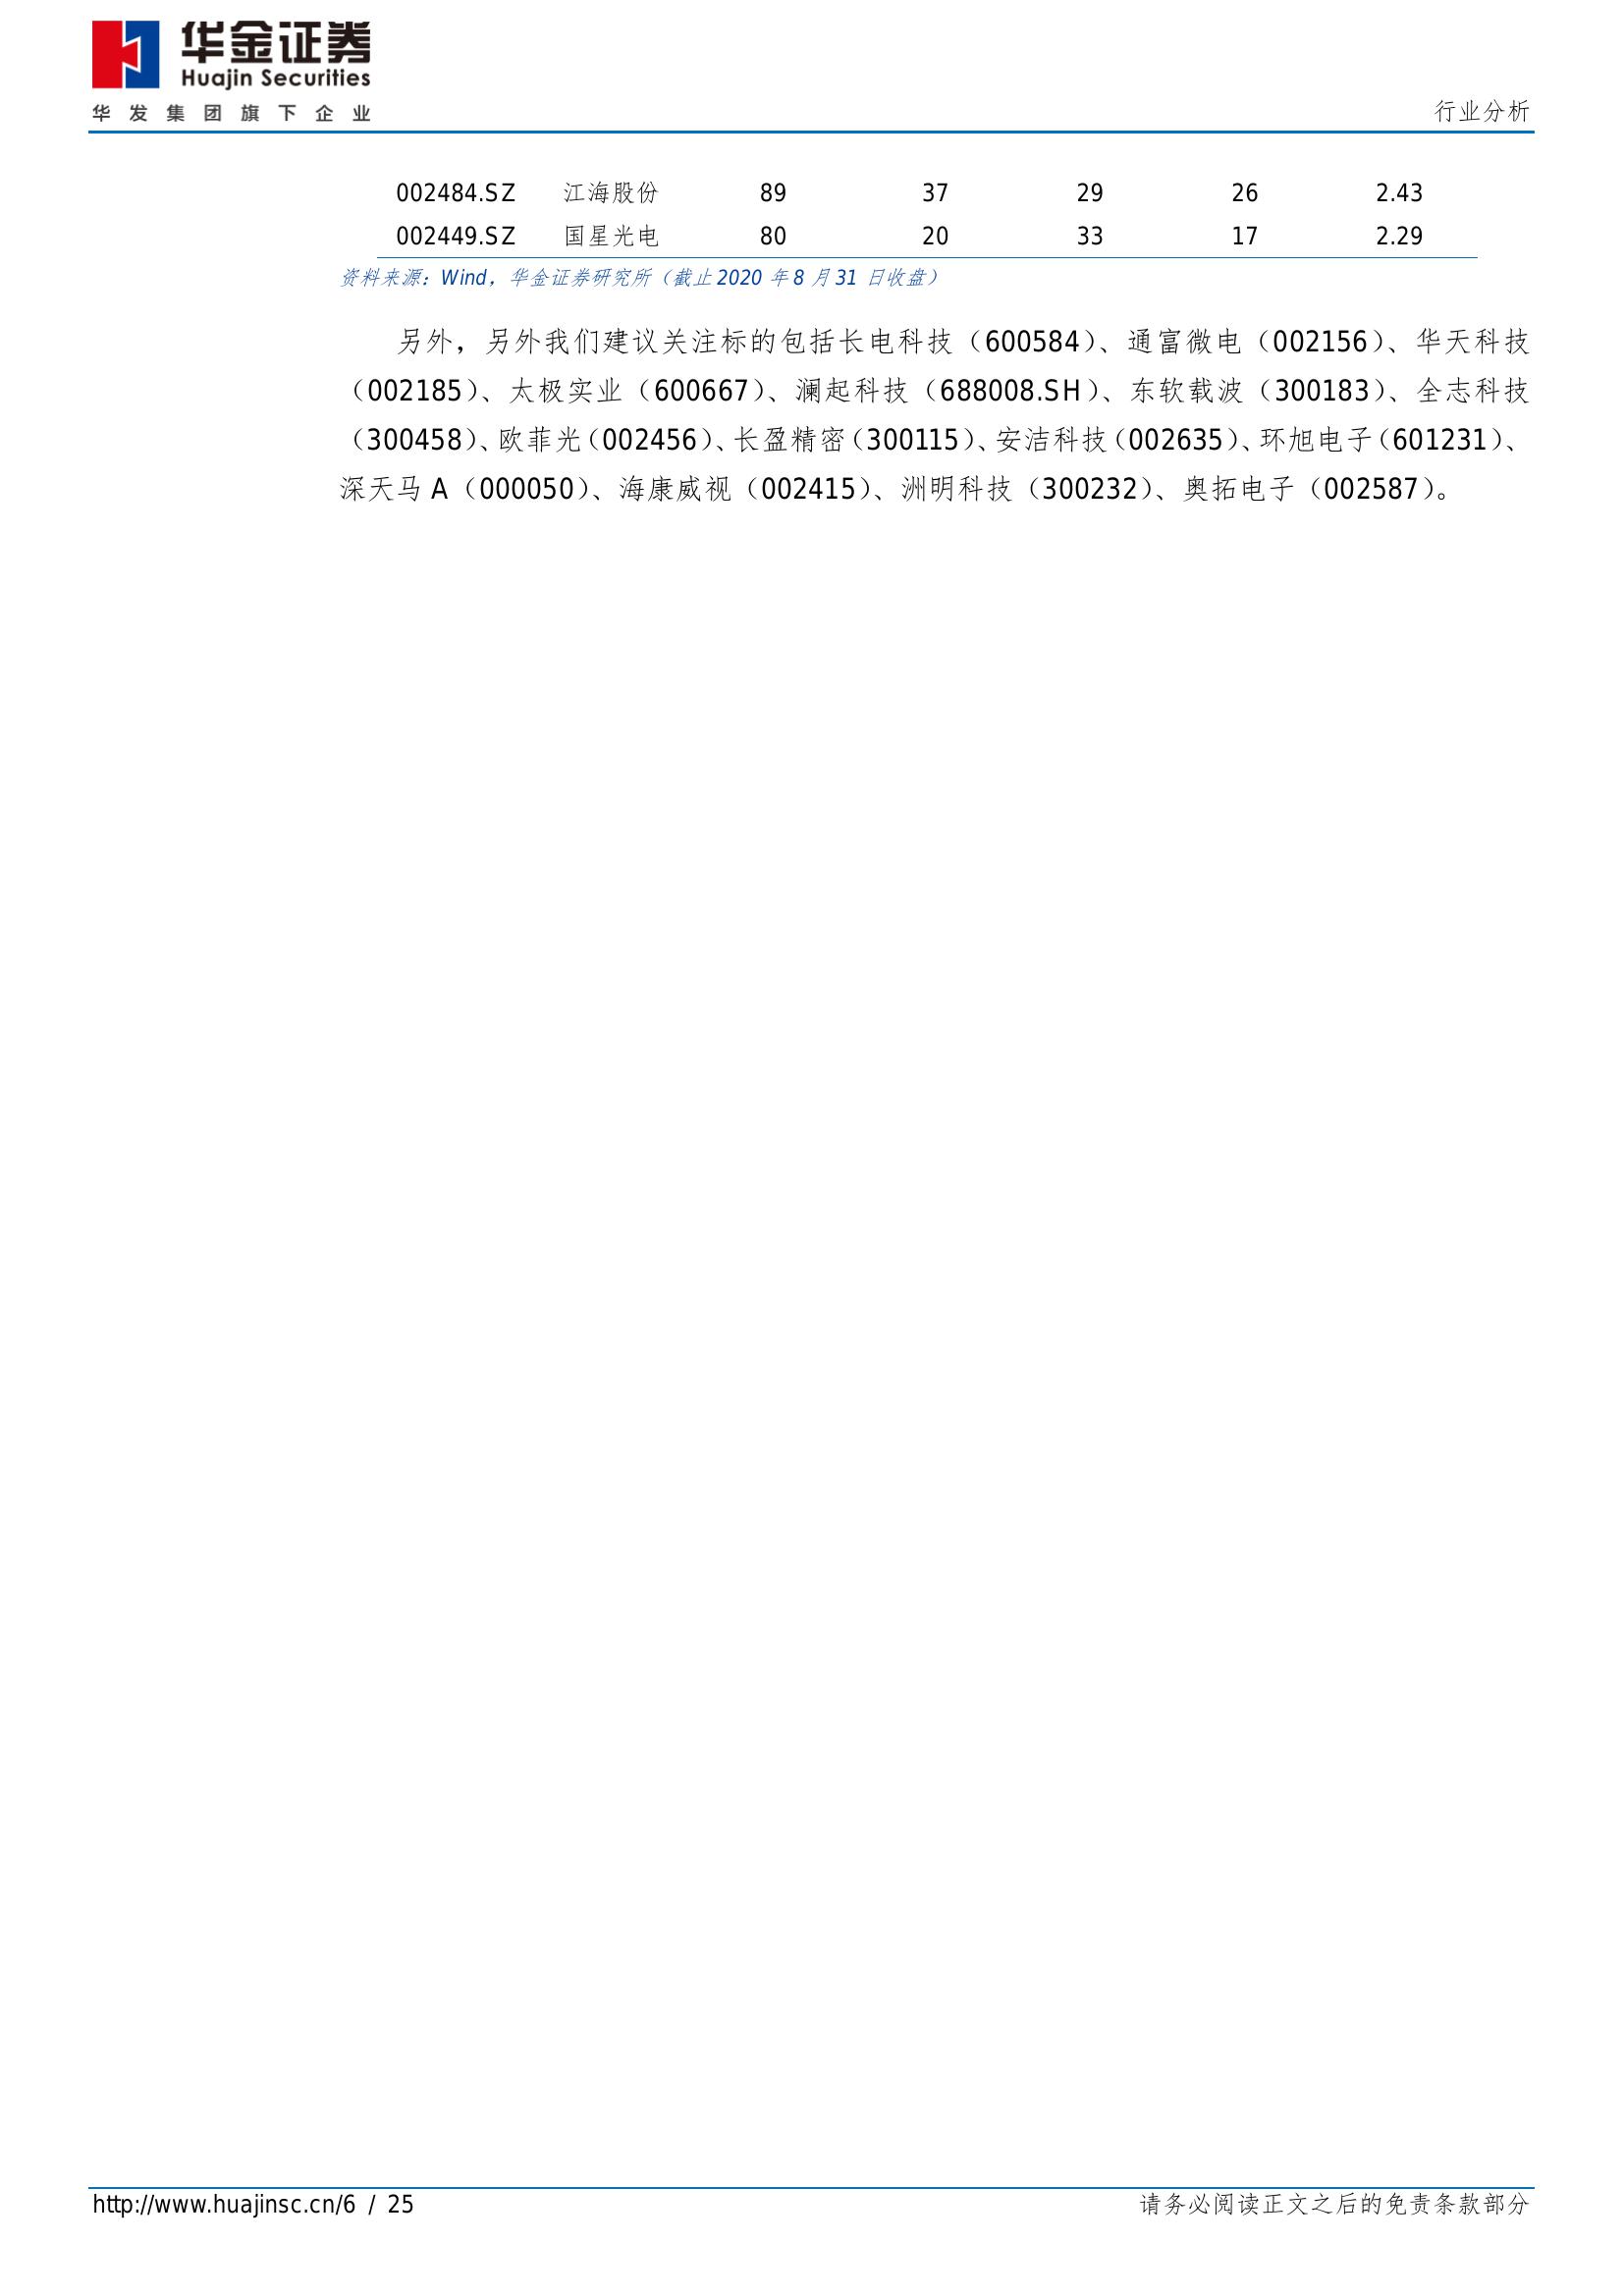 华金证券
Huajin Securities
华发集团旗下企业
行业分析
002484.SZ 江海股份 89 37 29 26 2.43
002449.SZ 国星光电 80 20 33 17 2.29
资料来源：Wind，华金证券研究所（截止 2020 年 8 月 31 日收盘）
另外，另外我们建议关注标的包括长电科技（600584）、通富微电（002156）、华天科技
（002185）、太极实业（600667）、澜起科技（688008.SH）、东软载波（300183）、全志科技
（300458）、欧菲光（002456）、长盈精密（300115）、安洁科技（002635）、环旭电子（601231）、
深天马 A（000050）、海康威视（002415）、洲明科技（300232）、奥拓电子（002587）。
http://www.huajinsc.cn/6 / 25
请务必阅读正文之后的免责条款部分